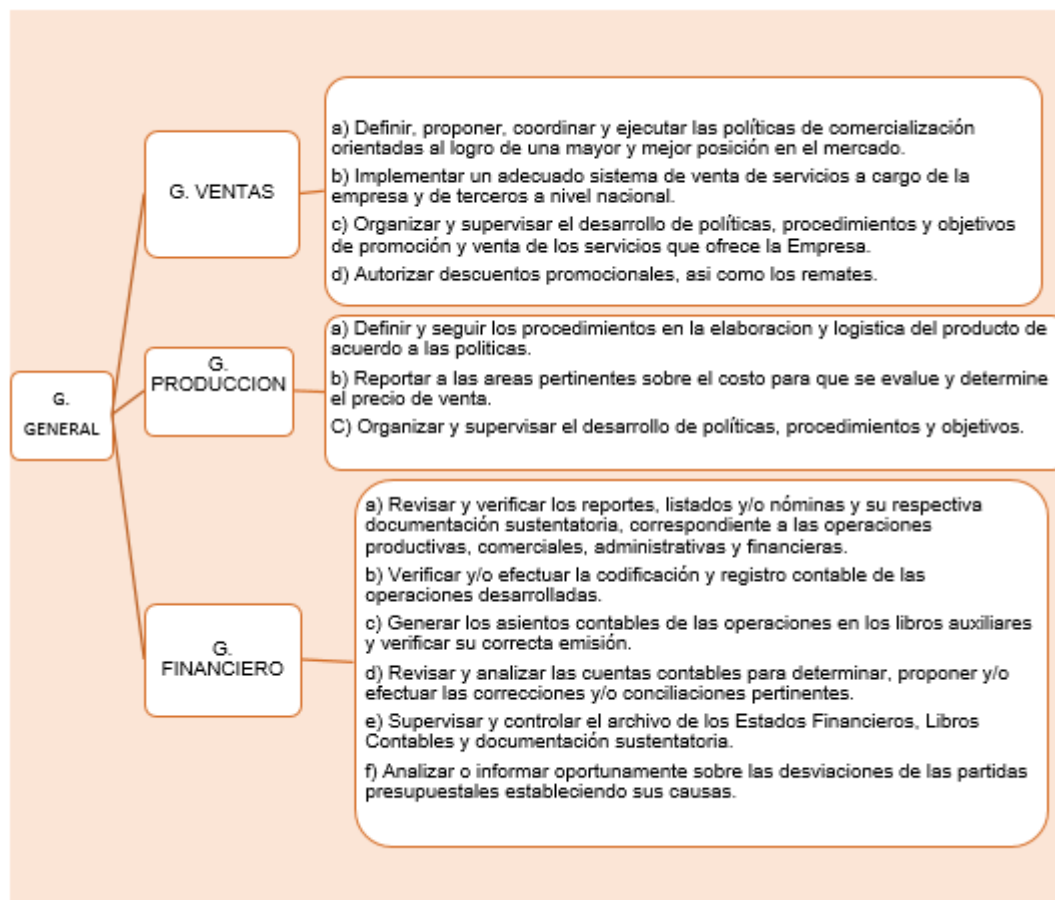 G.
GENERAL
G. VENTAS
a) Definir, proponer, coordinar y ejecutar las políticas de comercialización
orientadas al logro de una mayor y mejor posición en el mercado.
b) Implementar un adecuado sistema de venta de servicios a cargo de la
empresa y de terceros a nivel nacional.
c) Organizar y supervisar el desarrollo de políticas, procedimientos y objetivos
de promoción y venta de los servicios que ofrece la Empresa.
d) Autorizar descuentos promocionales, asi como los remates.
G.
PRODUCCION
a) Definir y seguir los procedimientos en la elaboracion y logistica del producto de
acuerdo a las politicas.
b) Reportar a las areas pertinentes sobre el costo para que se evalue y determine
el precio de venta.
C) Organizar y supervisar el desarrollo de políticas, procedimientos y objetivos.
G.
FINANCIERO
a) Revisar y verificar los reportes, listados y/o nóminas y su respectiva
documentación sustentatoria, correspondiente a las operaciones
productivas, comerciales, administrativas y financieras.
b) Verificar y/o efectuar la codificación y registro contable de las
operaciones desarrolladas.
c) Generar los asientos contables de las operaciones en los libros auxiliares
y verificar su correcta emisión.
d) Revisar y analizar las cuentas contables para determinar, proponer y/o
efectuar las correcciones y/o conciliaciones pertinentes.
e) Supervisar y controlar el archivo de los Estados Financieros, Libros
Contables y documentación sustentatoria.
f) Analizar o informar oportunamente sobre las desviaciones de las partidas
presupuestales estableciendo sus causas.